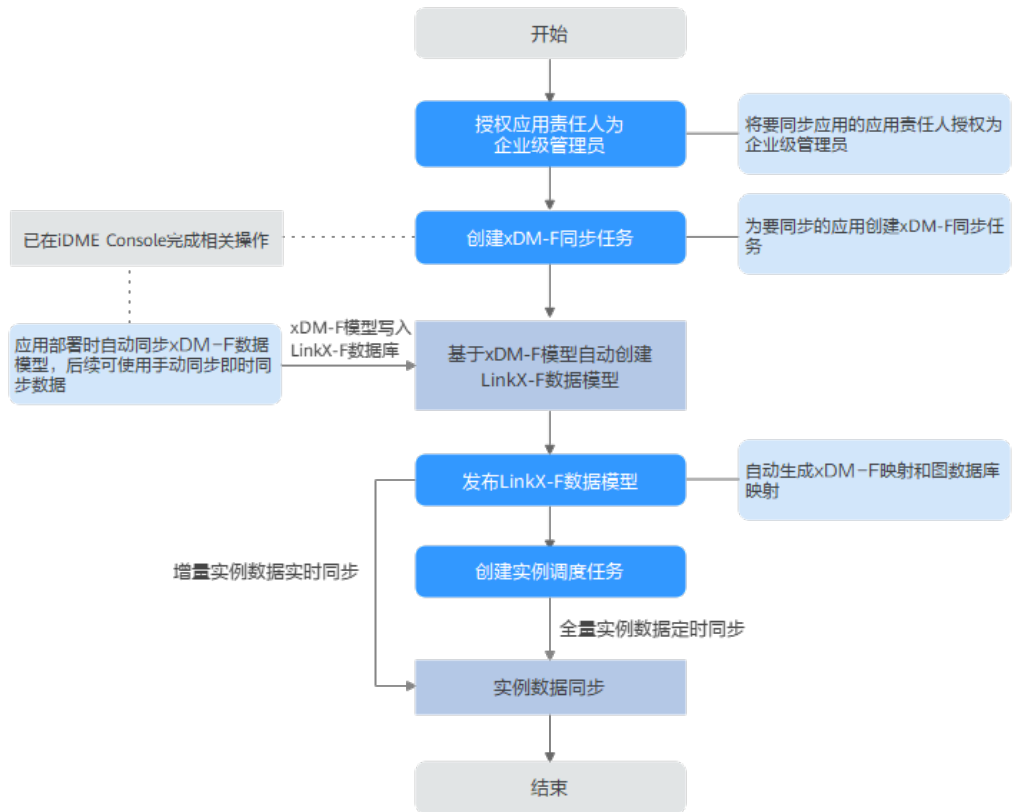 开始
授权应用责任人为
企业级管理员
将要同步应用的应用责任人授权为
企业级管理员
已在iDME Console完成相关操作
创建xDM-F同步任务
为要同步的应用创建xDM-F同步任
务
应用部署时自动同步xDM-F数据
模型，后续可使用手动同步即时同
步数据
xDM-F模型写入
LinkX-F数据库
基于xDM-F模型自动创建
LinkX-F数据模型
发布LinkX-F数据模型
自动生成xDM-F映射和图数据库
映射
增量实例数据实时同步
创建实例调度任务
全量实例数据定时同步
实例数据同步
结束